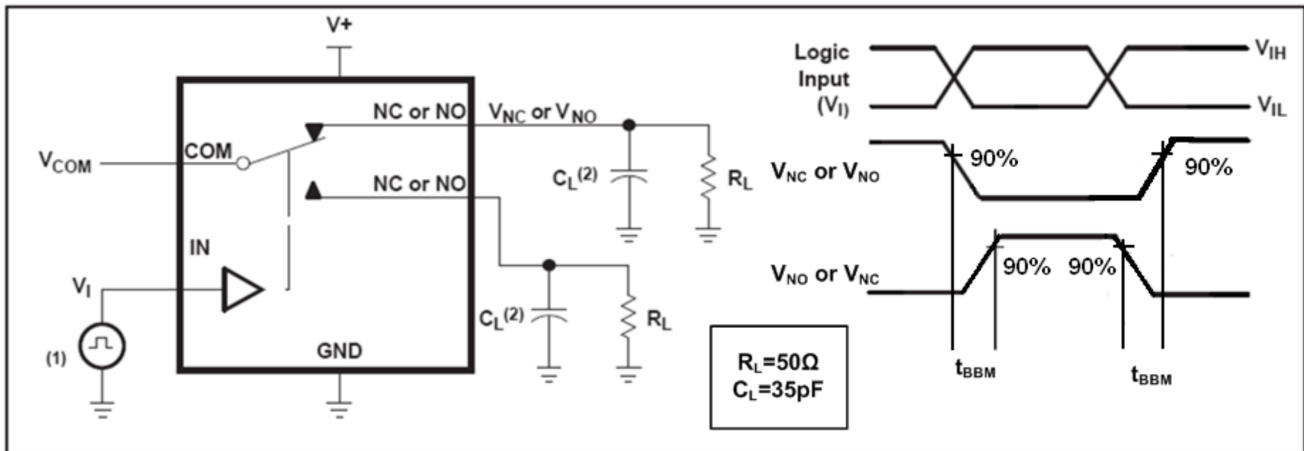 V+
NC or NO
V_NC or V_NO
COM
V_COM
C_L^(2)
R_L
NC or NO
IN
V_I
C_L^(2)
R_L
(1)
GND
R_L=50Ω
C_L=35pF
Logic
Input
(V_I)
V_IH
V_IL
V_NC or V_NO
90%
90%
V_NO or V_NC
90%
90%
t_BBM
t_BBM